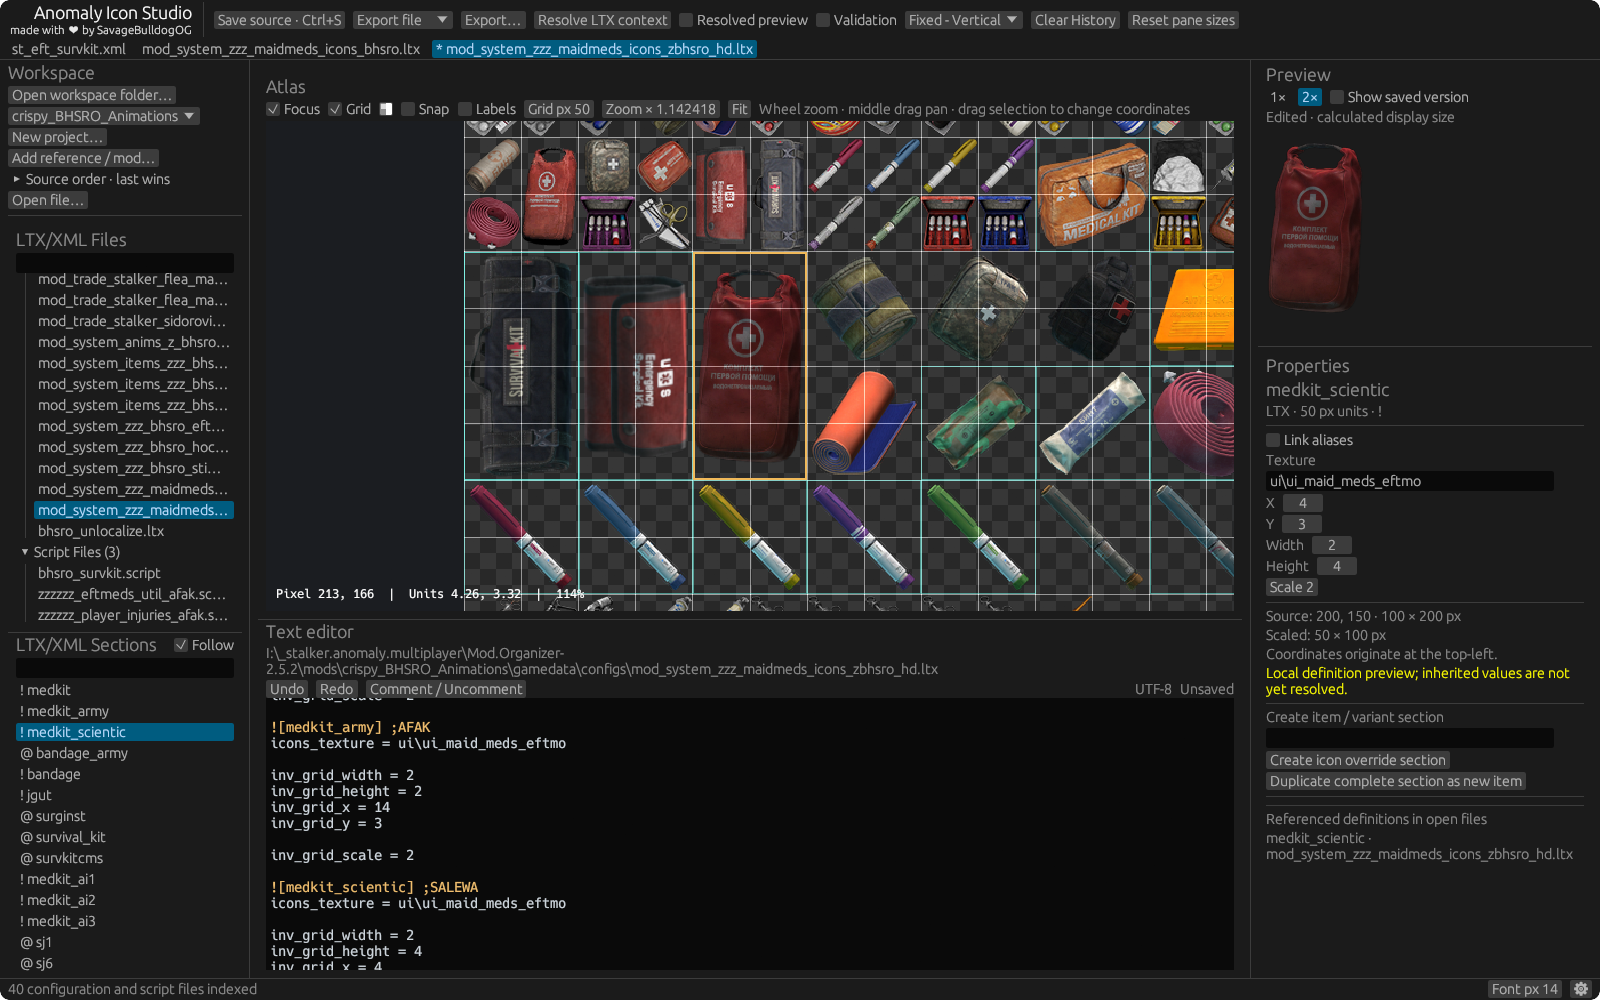 Anomaly Icon Studio
made with ❤ by SavageBulldogOG
Save source · Ctrl+S
Export file ▼
Export…
Resolve LTX context
Resolved preview
Validation
Fixed - Vertical ▼
Clear History
Reset pane sizes
st_eft_survkit.xml
mod_system_zzz_maidmeds_icons_bhsro.ltx
* mod_system_zzz_maidmeds_icons_zbhsro_hd.ltx
Workspace
Open workspace folder…
crispy_BHSRO_Animations ▼
New project…
Add reference / mod…
▸ Source order · last wins
Open file…
LTX/XML Files
mod_trade_stalker_flea_ma…
mod_trade_stalker_flea_ma…
mod_trade_stalker_sidorovi…
mod_system_anims_z_bhsro…
mod_system_items_zzz_bhs…
mod_system_items_zzz_bhs…
mod_system_items_zzz_bhs…
mod_system_zzz_bhsro_eft…
mod_system_zzz_bhsro_hoc…
mod_system_zzz_bhsro_sti…
mod_system_zzz_maidmeds…
mod_system_zzz_maidmeds…
bhsro_unlocalize.ltx
▾ Script Files (3)
bhsro_survkit.script
zzzzzz_eftmeds_util_afak.sc…
zzzzzz_player_injuries_afak.s…
LTX/XML Sections
Follow
! medkit
! medkit_army
! medkit_scientic
@ bandage_army
! bandage
! jgut
@ surginst
@ survival_kit
@ survkitcms
! medkit_ai1
! medkit_ai2
! medkit_ai3
@ sj1
@ sj6
Atlas
Focus
Grid
Snap
Labels
Grid px 50
Zoom × 1.142418
Fit
Wheel zoom · middle drag pan · drag selection to change coordinates
MEDICAL KIT
SURVIVAL KIT
Emergency
Surgical Kit
КОМПЛЕКТ
ПЕРВОЙ ПОМОЩИ
Pixel 213, 166 | Units 4.26, 3.32 | 114%
Text editor
I:\_stalker.anomaly.multiplayer\Mod.Organizer-
2.5.2\mods\crispy_BHSRO_Animations\gamedata\configs\mod_system_zzz_maidmeds_icons_zbhsro_hd.ltx
Undo
Redo
Comment / Uncomment
UTF-8 Unsaved
inv_grid_scale = 2
![medkit_army] ;AFAK
icons_texture = ui\ui_maid_meds_eftmo
inv_grid_width = 2
inv_grid_height = 2
inv_grid_x = 14
inv_grid_y = 3
inv_grid_scale = 2
![medkit_scientic] ;SALEWA
icons_texture = ui\ui_maid_meds_eftmo
inv_grid_width = 2
inv_grid_height = 4
inv_grid_x = 4
Preview
1×
2×
Show saved version
Edited · calculated display size
КОМПЛЕКТ
ПЕРВОЙ ПОМОЩИ
Properties
medkit_scientic
LTX · 50 px units · !
Link aliases
Texture
ui\ui_maid_meds_eftmo
X 4
Y 3
Width 2
Height 4
Scale 2
Source: 200, 150 · 100 × 200 px
Scaled: 50 × 100 px
Coordinates originate at the top-left.
Local definition preview; inherited values are not
yet resolved.
Create item / variant section
Create icon override section
Duplicate complete section as new item
Referenced definitions in open files
medkit_scientic ·
mod_system_zzz_maidmeds_icons_zbhsro_hd.ltx
40 configuration and script files indexed
Font px 14